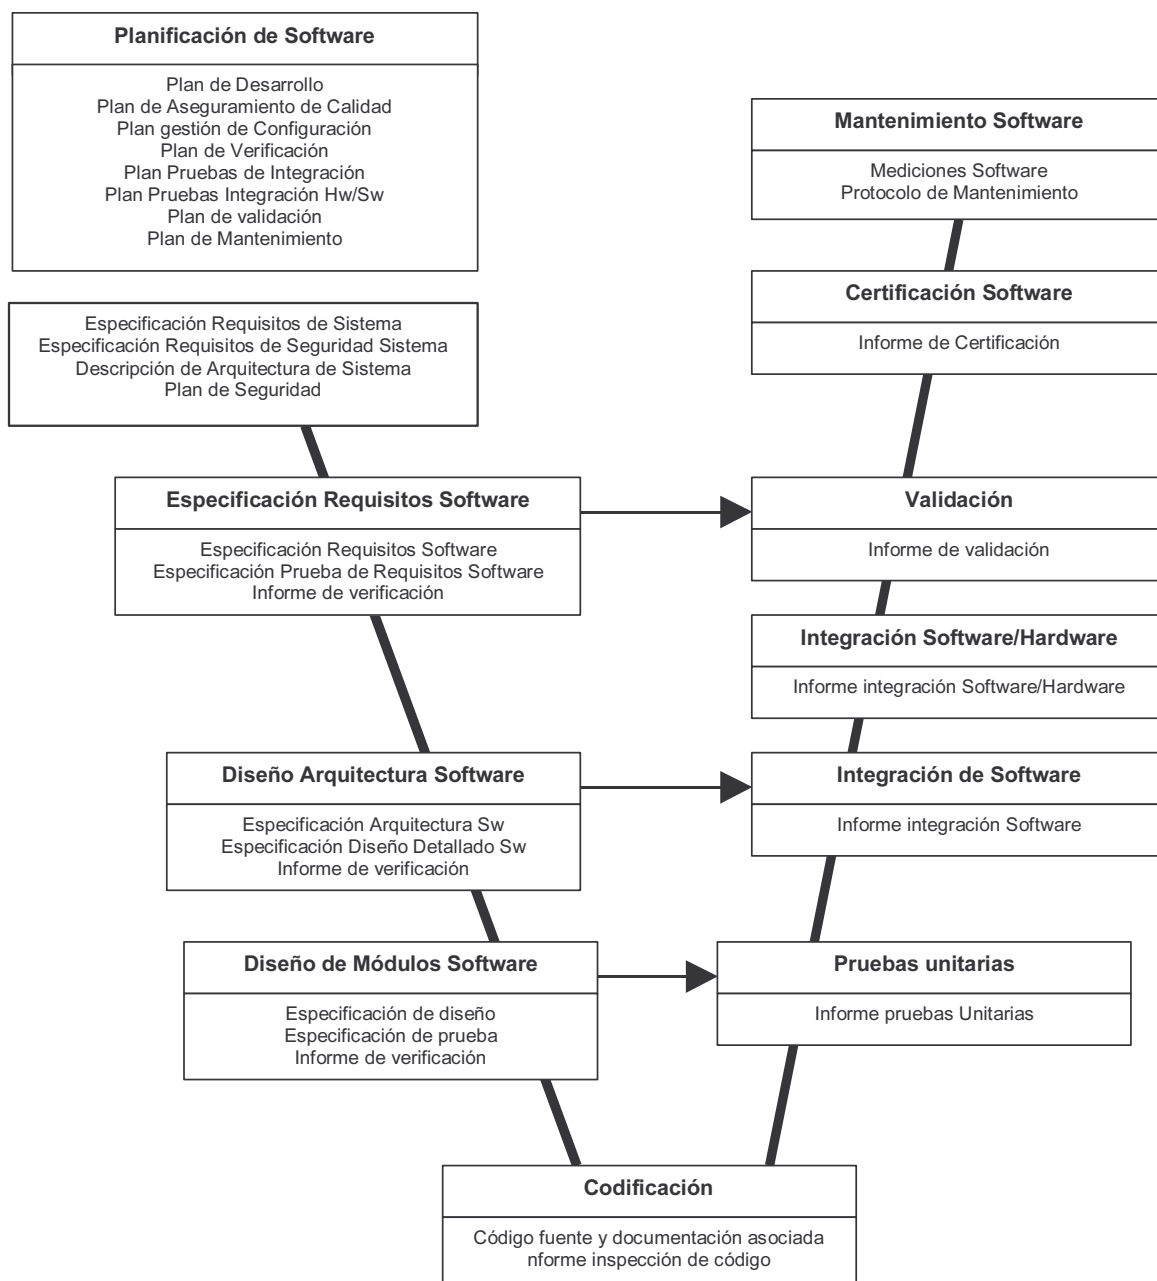 Planificación de Software
Plan de Desarrollo
Plan de Aseguramiento de Calidad
Plan gestión de Configuración
Plan de Verificación
Plan Pruebas de Integración
Plan Pruebas Integración Hw/Sw
Plan de validación
Plan de Mantenimiento
Mantenimiento Software
Mediciones Software
Protocolo de Mantenimiento
Certificación Software
Informe de Certificación
Especificación Requisitos de Sistema
Especificación Requisitos de Seguridad Sistema
Descripción de Arquitectura de Sistema
Plan de Seguridad
Especificación Requisitos Software
Especificación Requisitos Software
Especificación Prueba de Requisitos Software
Informe de verificación
Validación
Informe de validación
Integración Software/Hardware
Informe integración Software/Hardware
Diseño Arquitectura Software
Especificación Arquitectura Sw
Especificación Diseño Detallado Sw
Informe de verificación
Integración de Software
Informe integración Software
Diseño de Módulos Software
Especificación de diseño
Especificación de prueba
Informe de verificación
Pruebas unitarias
Informe pruebas Unitarias
Codificación
Código fuente y documentación asociada
nforme inspección de código